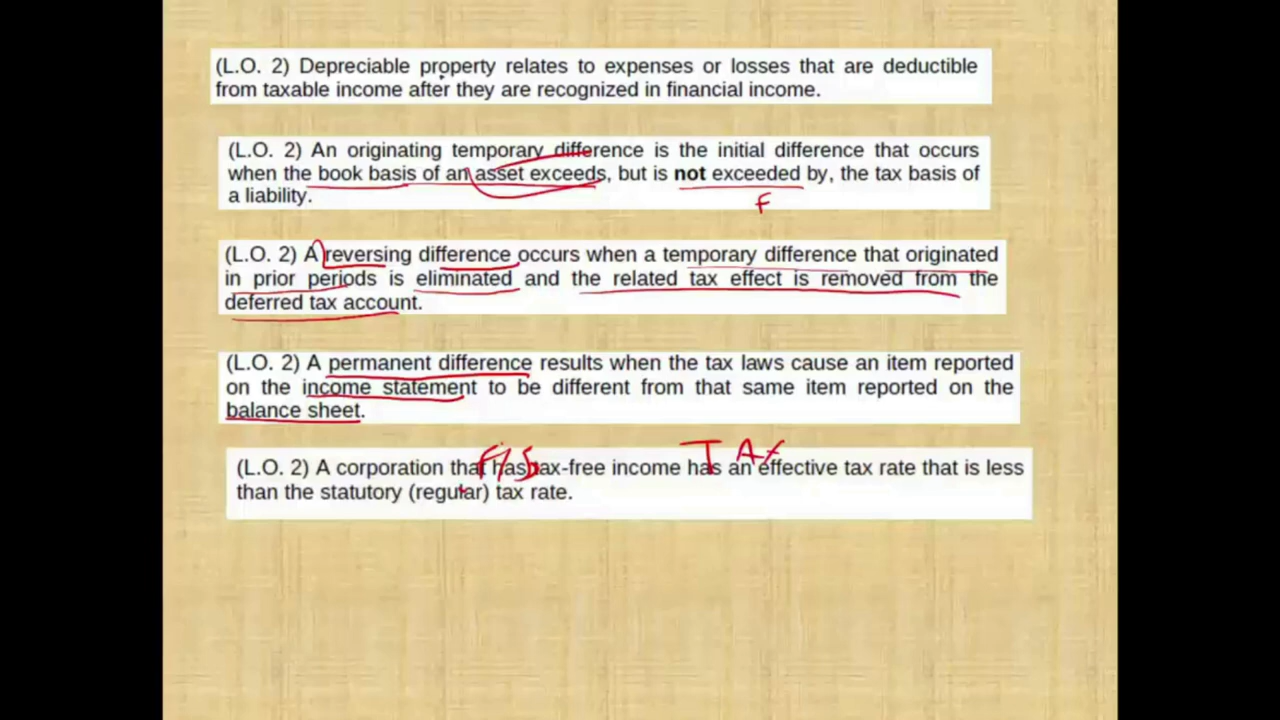 (L.O. 2) Depreciable property relates to expenses or losses that are deductible
from taxable income after they are recognized in financial income.
(L.O. 2) An originating temporary difference is the initial difference that occurs
when the book basis of an asset exceeds, but is not exceeded by, the tax basis of
a liability.
F
(L.O. 2) A reversing difference occurs when a temporary difference that originated
in prior periods is eliminated and the related tax effect is removed from the
deferred tax account.
(L.O. 2) A permanent difference results when the tax laws cause an item reported
on the income statement to be different from that same item reported on the
balance sheet.
F/S TAX
(L.O. 2) A corporation that has tax-free income has an effective tax rate that is less
than the statutory (regular) tax rate.